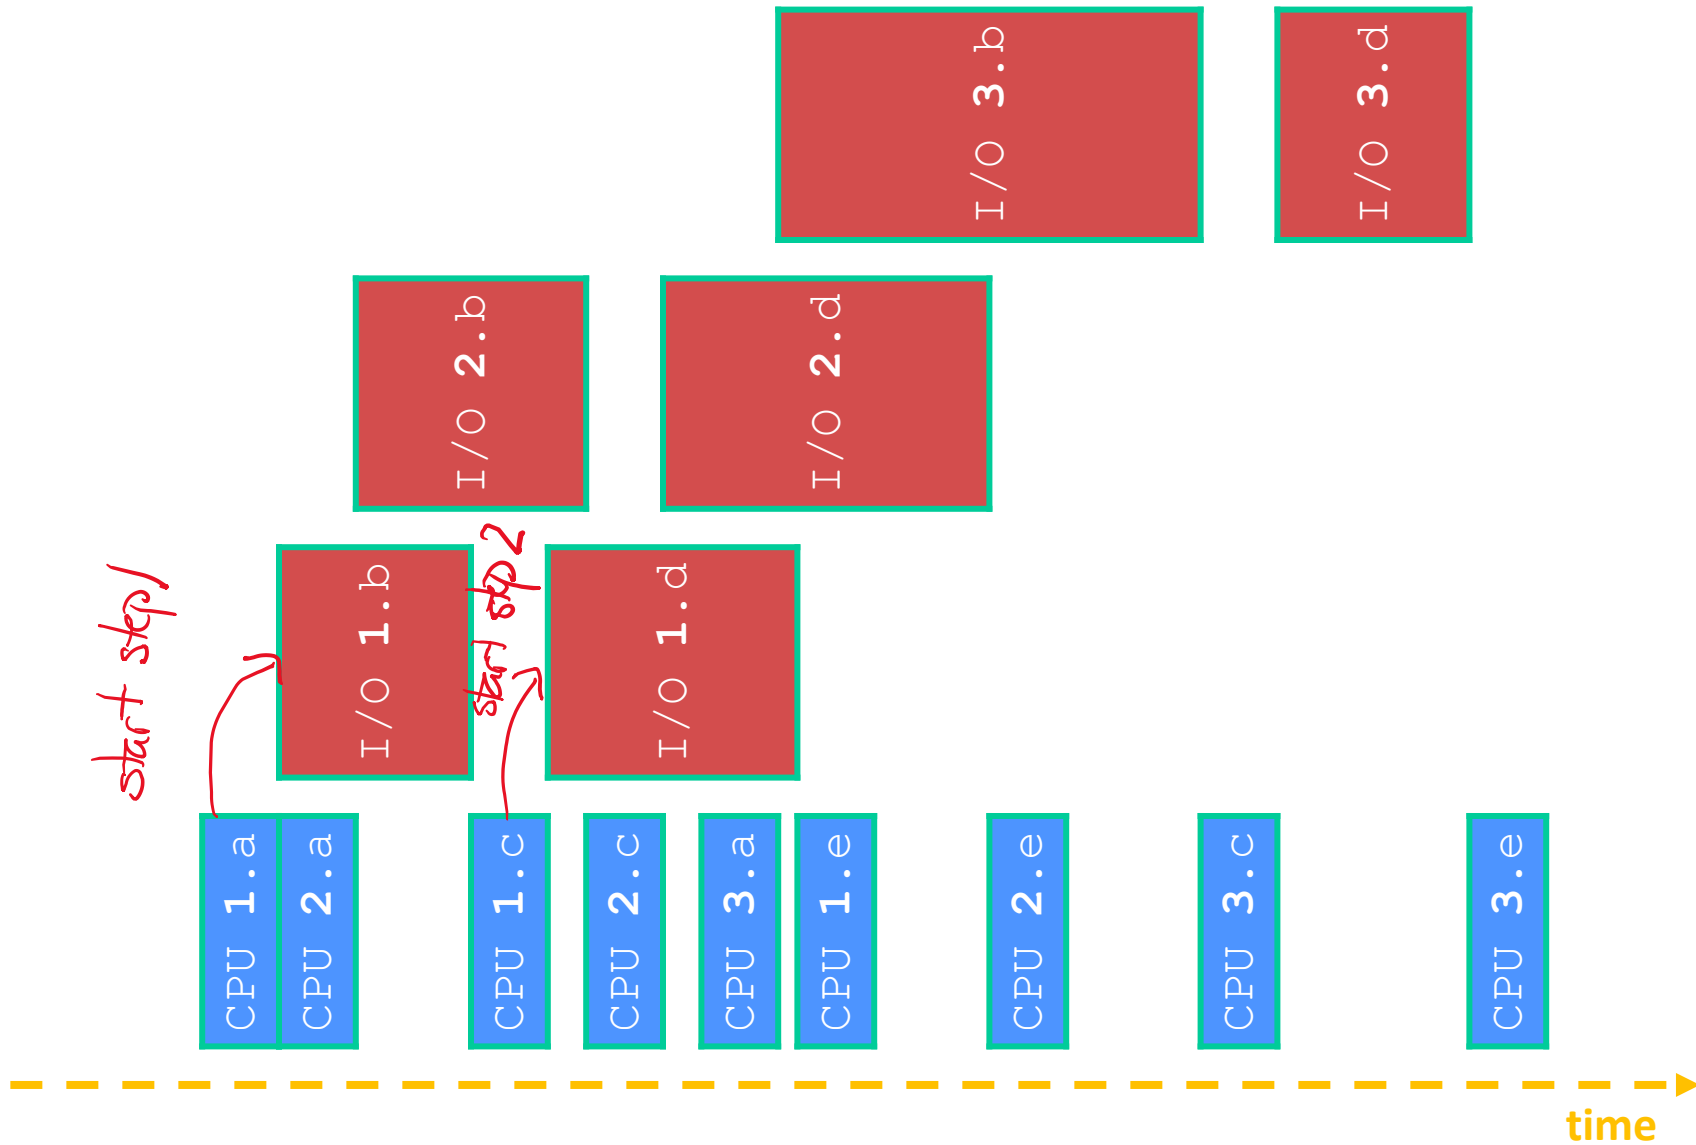 I/O 3.b
I/O 3.d
I/O 2.b
I/O 2.d
start step1
I/O 1.b
start step2
I/O 1.d
CPU 1.a
CPU 2.a
CPU 1.c
CPU 2.c
CPU 3.a
CPU 1.e
CPU 2.e
CPU 3.c
CPU 3.e
time